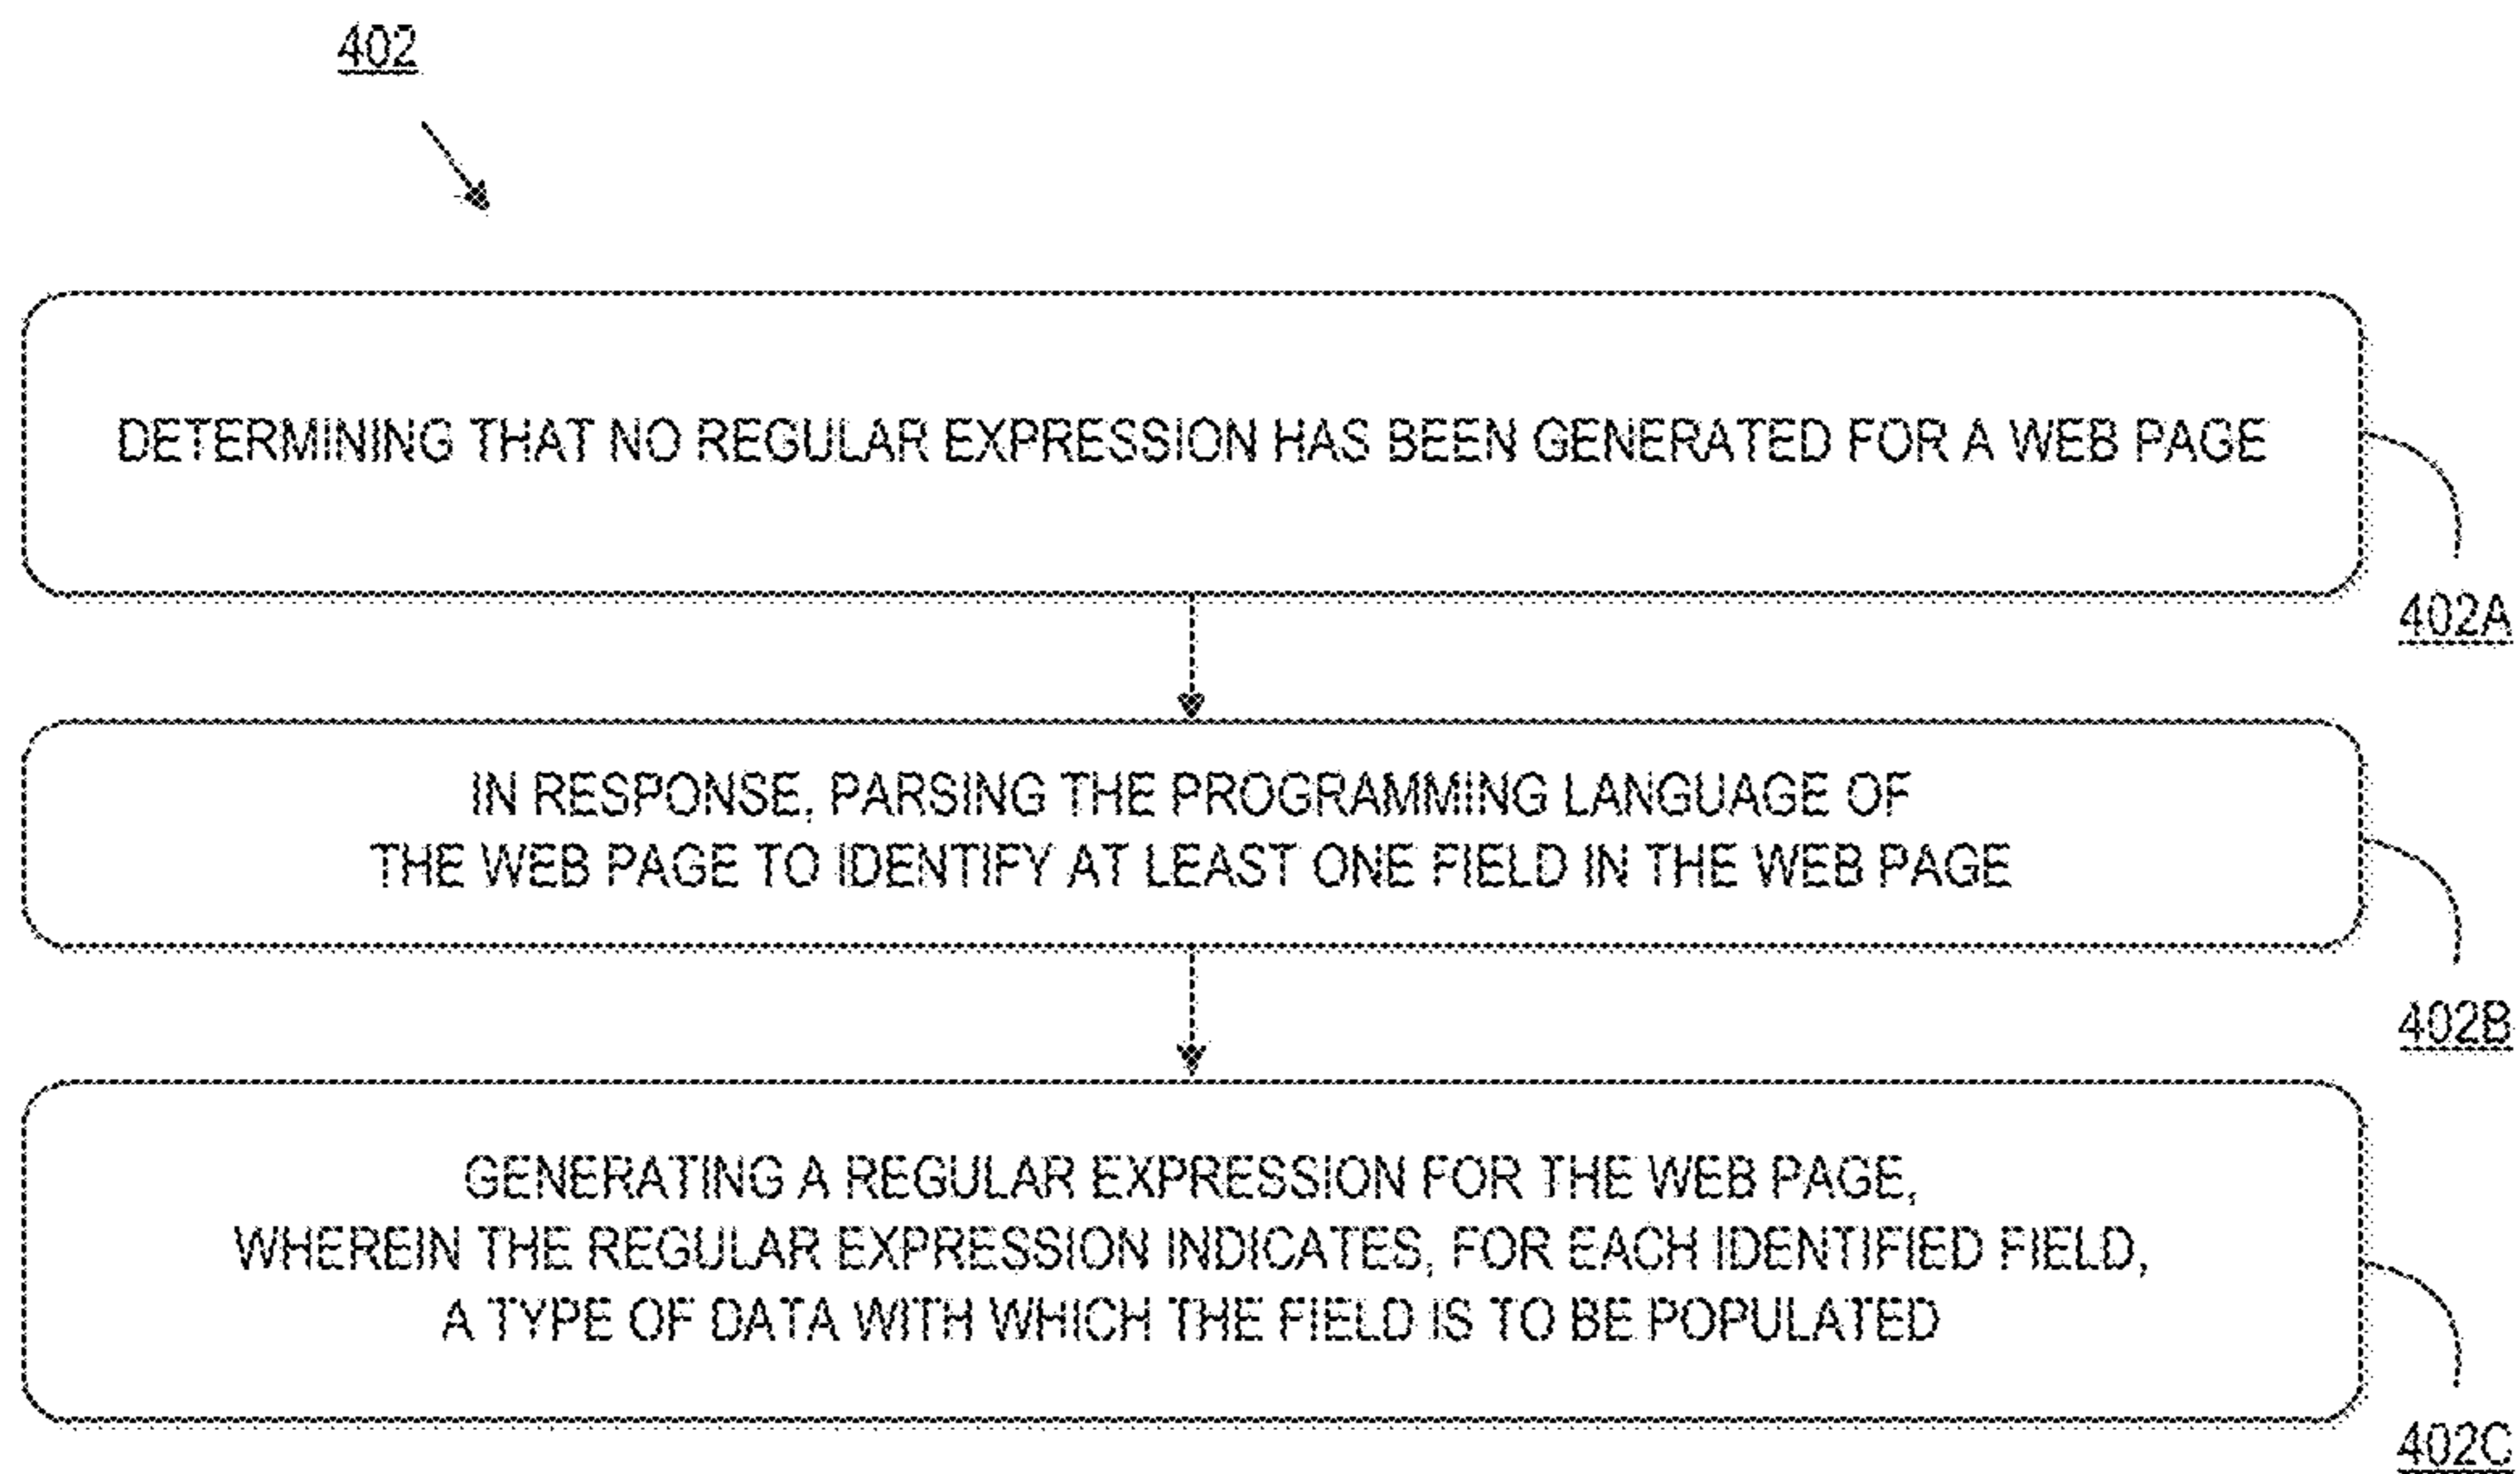 402
DETERMINING THAT NO REGULAR EXPRESSION HAS BEEN GENERATED FOR A WEB PAGE
402A
IN RESPONSE, PARSING THE PROGRAMMING LANGUAGE OF
THE WEB PAGE TO IDENTIFY AT LEAST ONE FIELD IN THE WEB PAGE
402B
GENERATING A REGULAR EXPRESSION FOR THE WEB PAGE,
WHEREIN THE REGULAR EXPRESSION INDICATES, FOR EACH IDENTIFIED FIELD,
A TYPE OF DATA WITH WHICH THE FIELD IS TO BE POPULATED
402C